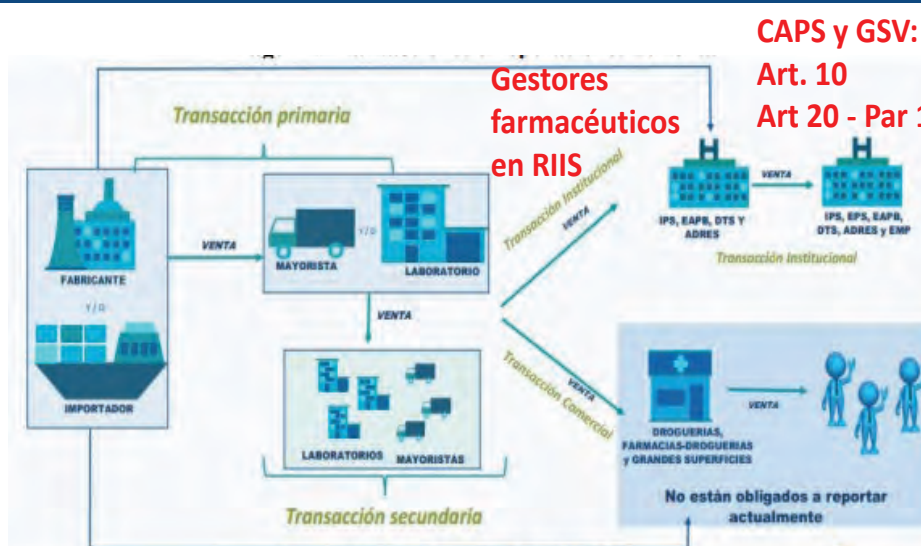 CAPS y GSV:
Art. 10
Art 20 - Par 1
Gestores
farmacéuticos
en RIIS
Transacción primaria
FABRICANTE
Y / O
IMPORTADOR
VENTA
MAYORISTA
Y / O
LABORATORIO
VENTA
LABORATORIOS
MAYORISTAS
Transacción secundaria
Transacción Institucional
VENTA
H
IPS, EAPB, DTS Y
ADRES
VENTA
H
IPS, EPS, EAPB,
DTS, ADRES y EMP
Transacción Institucional
VENTA
Transacción Comercial
DROGUERIAS,
FARMACIAS-DROGUERIAS
y GRANDES SUPERFICIES
VENTA
No están obligados a reportar
actualmente